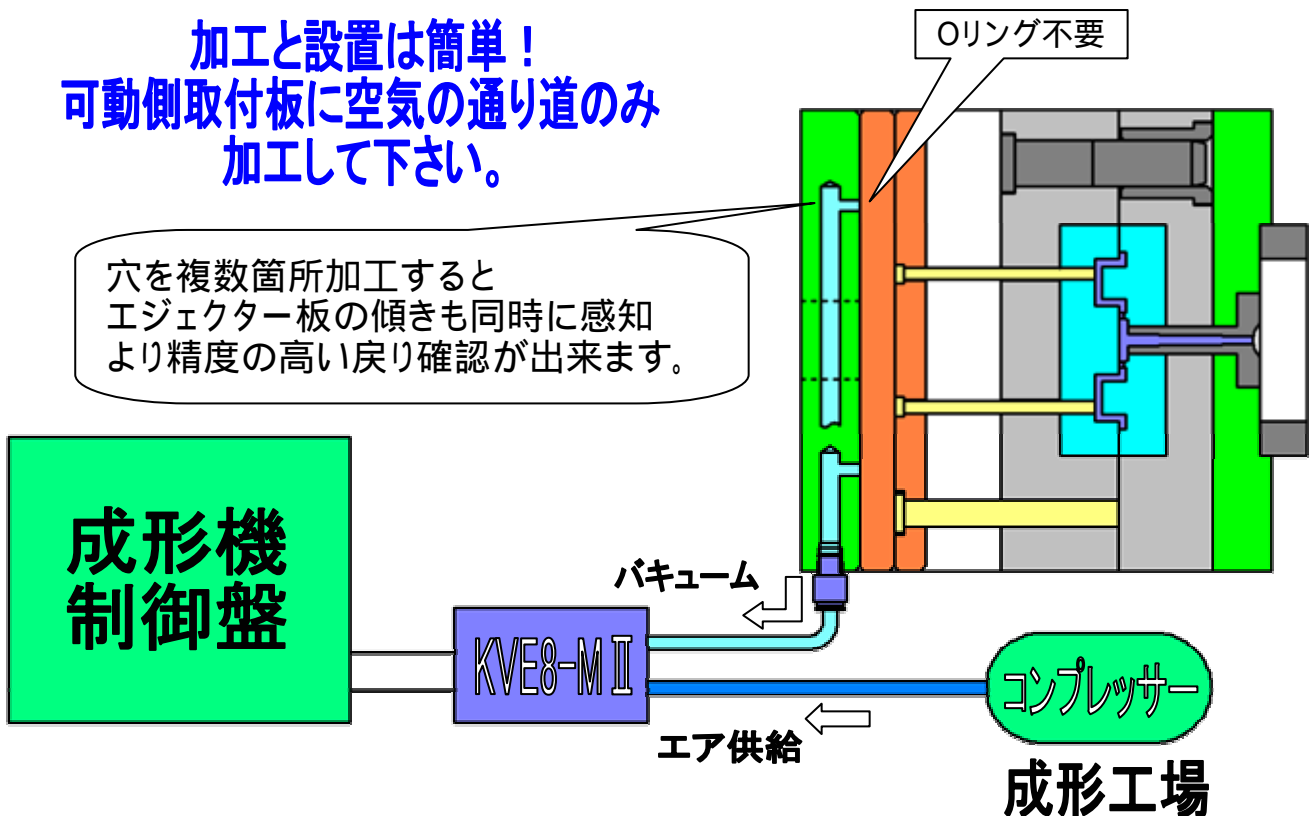 加工と設置は簡単！
可動側取付板に空気の通り道のみ
加工して下さい。
Oリング不要
穴を複数箇所加工すると
エジェクター板の傾きも同時に感知
より精度の高い戻り確認が出来ます。
成形機
制御盤
バキューム
KVE8-MⅡ
エア供給
コンプレッサー
成形工場